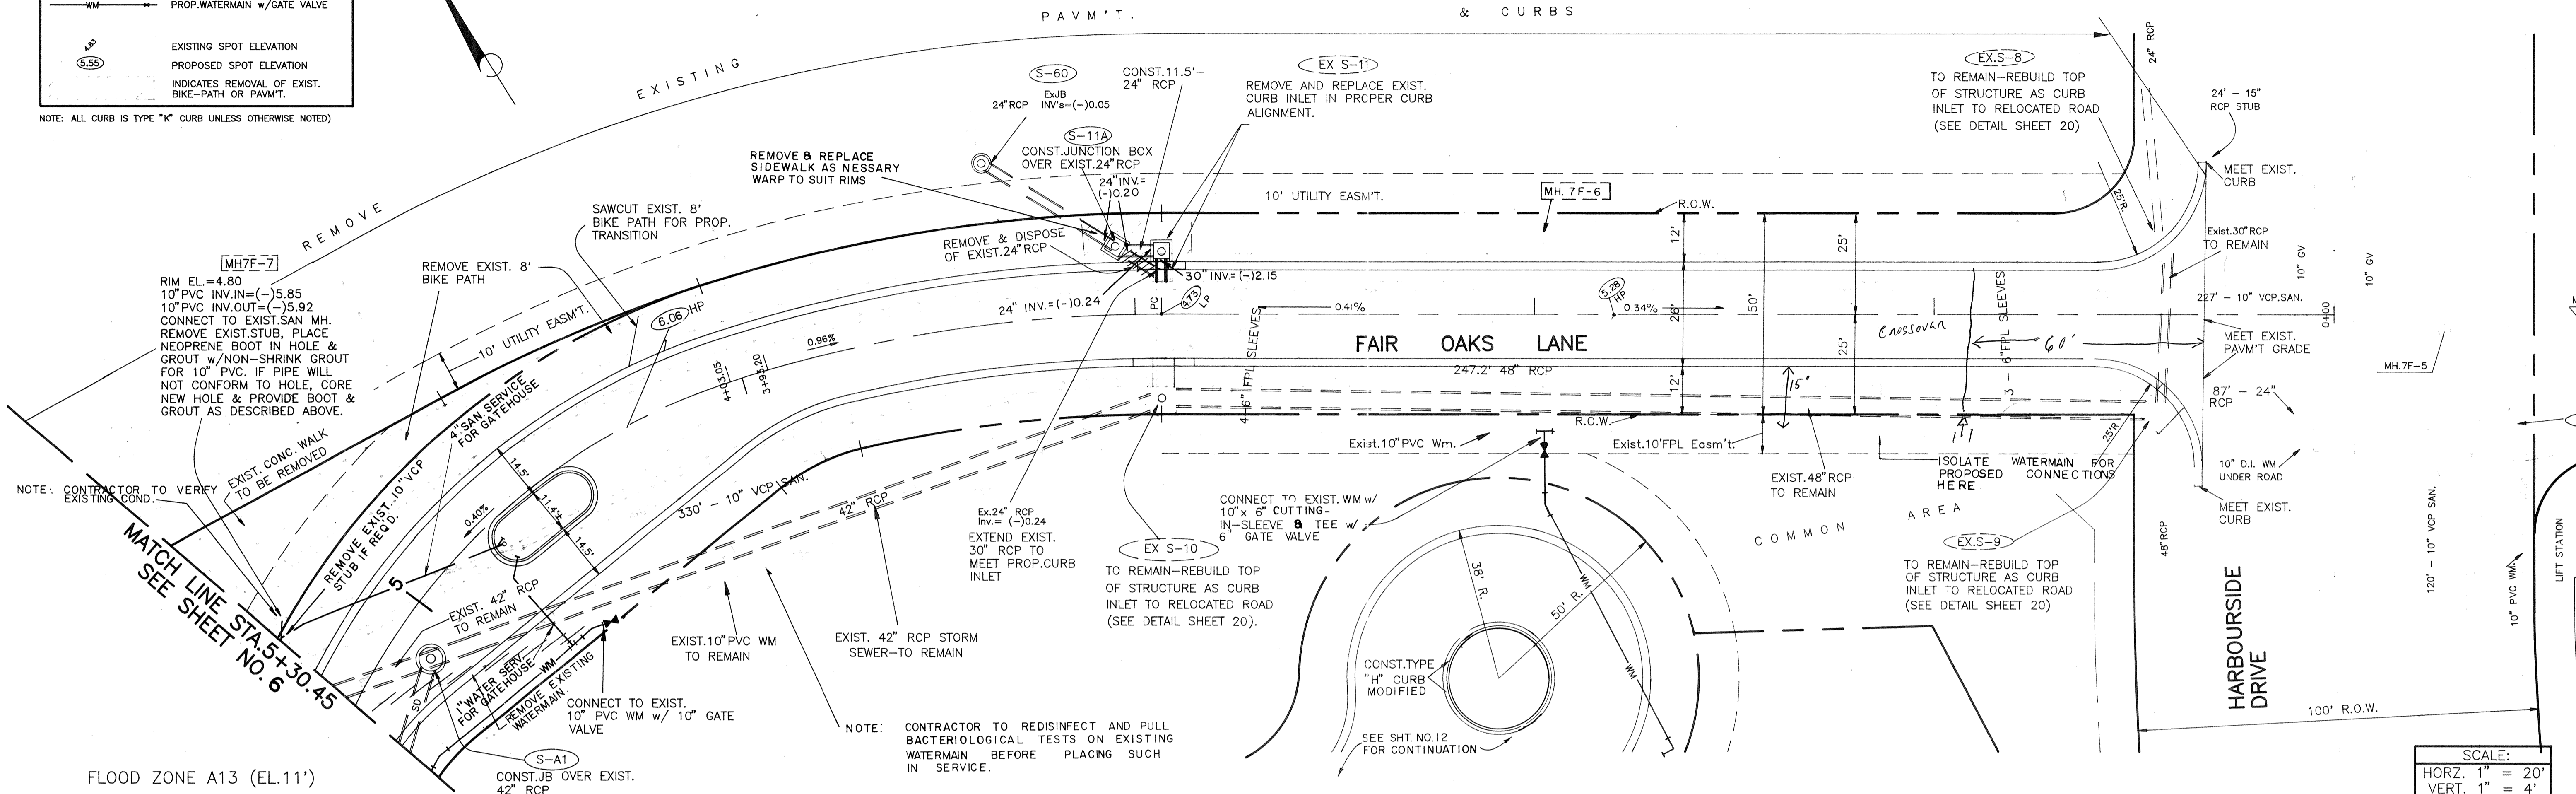 WM
PROP.WATERMAIN w/GATE VALVE
4.83
EXISTING SPOT ELEVATION
5.55
PROPOSED SPOT ELEVATION
INDICATES REMOVAL OF EXIST.
BIKE-PATH OR PAVM'T.
NOTE: ALL CURB IS TYPE "K" CURB UNLESS OTHERWISE NOTED)
REMOVE
EXISTING
PAVM'T.
& CURBS
S-60
ExJB
24"RCP INV's=(-)0.05
CONST.11.5'-
24" RCP
EX S-1
REMOVE AND REPLACE EXIST.
CURB INLET IN PROPER CURB
ALIGNMENT.
S-11A
CONST.JUNCTION BOX
OVER EXIST.24"RCP
24"INV.=
(-)0.20
REMOVE & REPLACE
SIDEWALK AS NESSARY
WARP TO SUIT RIMS
REMOVE & DISPOSE
OF EXIST.24"RCP
30"INV.=(-)2.15
24" INV.=(-)0.24
10' UTILITY EASM'T.
MH. 7F-6
R.O.W.
EX.S-8
TO REMAIN-REBUILD TOP
OF STRUCTURE AS CURB
INLET TO RELOCATED ROAD
(SEE DETAIL SHEET 20)
24" RCP
24' - 15"
RCP STUB
MEET EXIST.
CURB
25'R.
Exist.30"RCP
TO REMAIN
10" GV
10" GV
227' - 10" VCP.SAN.
0+00
MEET EXIST.
PAVM'T GRADE
MH.7F-5
87' - 24"
RCP
SAWCUT EXIST. 8'
BIKE PATH FOR PROP.
TRANSITION
REMOVE EXIST. 8'
BIKE PATH
MH7F-7
RIM EL.=4.80
10"PVC INV.IN=(-)5.85
10"PVC INV.OUT=(-)5.92
CONNECT TO EXIST.SAN MH.
REMOVE EXIST.STUB, PLACE
NEOPRENE BOOT IN HOLE &
GROUT w/NON-SHRINK GROUT
FOR 10" PVC. IF PIPE WILL
NOT CONFORM TO HOLE, CORE
NEW HOLE & PROVIDE BOOT &
GROUT AS DESCRIBED ABOVE.
10' UTILITY EASM'T.
6.06 HP
0.96%
4+03.05
3+93.20
PC
4.73
LP
4-6"FPL SLEEVES
0.41%
5.28
HP
0.34%
12'
26'
12'
50'
25'
25'
FAIR OAKS LANE
247.2' 48" RCP
15"
Crossover
60'
3 - 6"FPL SLEEVES
EXIST. CONC. WALK
TO BE REMOVED
4"SAN. SERVICE
FOR GATEHOUSE
NOTE: CONTRACTOR TO VERIFY
EXISTING COND.
REMOVE EXIST. 10"VCP
STUB IF REQ'D.
MATCH LINE STA.5+30.45
SEE SHEET NO. 6
0.40%
14.5'
11.4'
14.5'
5
330' - 10" VCP SAN.
42" RCP
EXIST. 42" RCP
TO REMAIN
SD
1"WATER SERV.
FOR GATEHOUSE
WM
REMOVE EXISTING
WATERMAIN.
S-A1
CONST.JB OVER EXIST.
42" RCP
CONNECT TO EXIST.
10" PVC WM w/ 10" GATE
VALVE
EXIST.10"PVC WM
TO REMAIN
EXIST. 42" RCP STORM
SEWER-TO REMAIN
NOTE: CONTRACTOR TO REDISINFECT AND PULL
BACTERIOLOGICAL TESTS ON EXISTING
WATERMAIN BEFORE PLACING SUCH
IN SERVICE.
Ex.24" RCP
Inv.= (-)0.24
EXTEND EXIST.
30" RCP TO
MEET PROP.CURB
INLET
EX S-10
TO REMAIN-REBUILD TOP
OF STRUCTURE AS CURB
INLET TO RELOCATED ROAD
(SEE DETAIL SHEET 20).
CONNECT TO EXIST. WM w/
10"x 6" CUTTING-
IN-SLEEVE & TEE w/
6" GATE VALVE
Exist.10"PVC Wm.
R.O.W.
Exist.10'FPL Easm't.
38' R.
50' R.
WM
WM
CONST.TYPE
"H" CURB
MODIFIED
SEE SHT. NO.12
FOR CONTINUATION
EXIST.48"RCP
TO REMAIN
ISOLATE WATERMAIN FOR
PROPOSED CONNECTIONS
HERE
COMMON AREA
EX.S-9
TO REMAIN-REBUILD TOP
OF STRUCTURE AS CURB
INLET TO RELOCATED ROAD
(SEE DETAIL SHEET 20)
25'R
10" D.I. WM
UNDER ROAD
MEET EXIST.
CURB
48"RCP
HARBOURSIDE
DRIVE
120' - 10" VCP SAN.
10" PVC WM.
LIFT STATION
100' R.O.W.
FLOOD ZONE A13 (EL.11')
SCALE:
HORZ. 1" = 20'
VERT. 1" = 4'